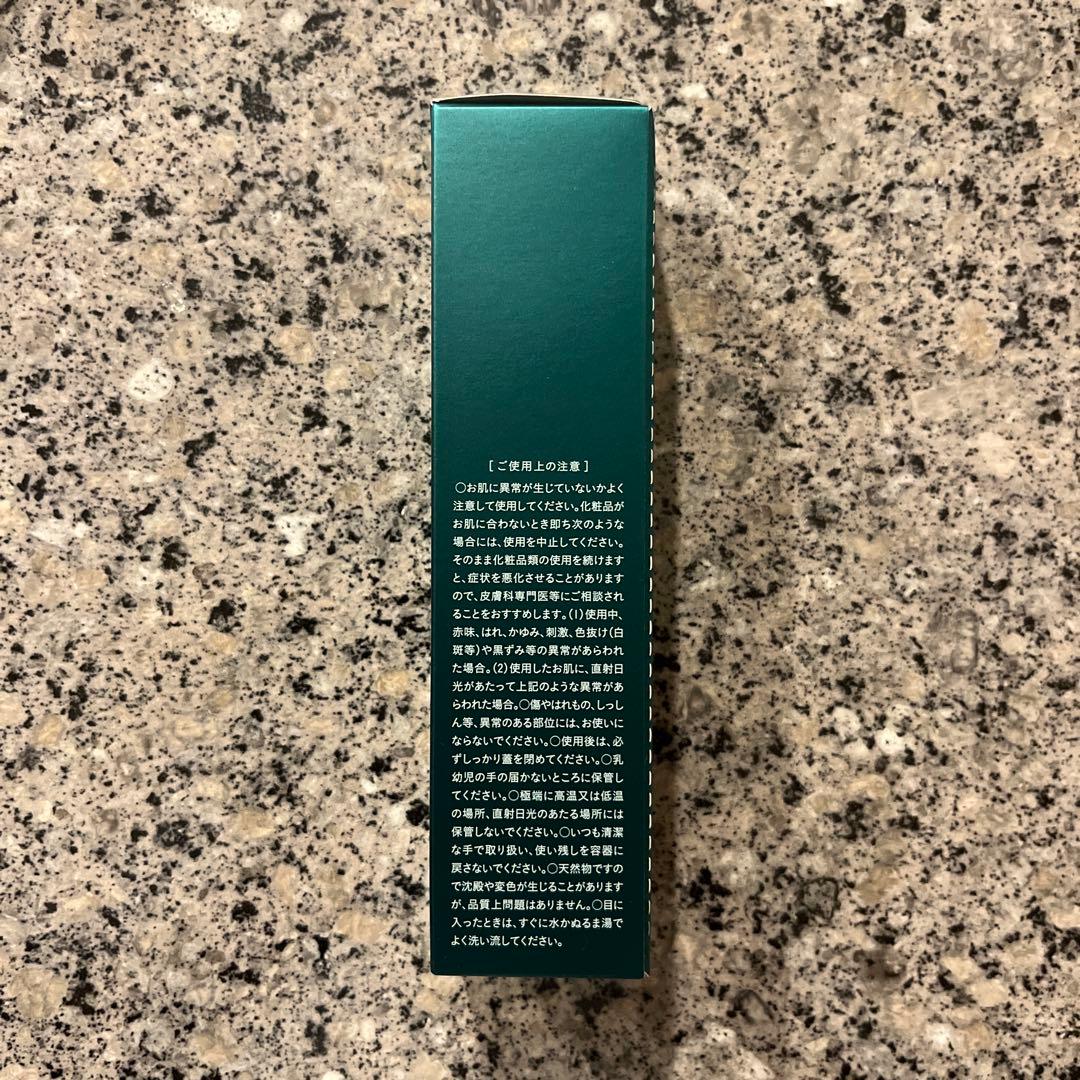 [ご使用上の注意]
○お肌に異常が生じていないかよく
注意して使用してください。化粧品が
お肌に合わないとき即ち次のような
場合には、使用を中止してください。
そのまま化粧品類の使用を続けます
と、症状を悪化させることがあります
ので、皮膚科専門医等にご相談され
ることをおすすめします。(1)使用中、
赤味、はれ、かゆみ、刺激、色抜け(白
斑等)や黒ずみ等の異常があらわれ
た場合。(2)使用したお肌に、直射日
光があたって上記のような異常があ
らわれた場合。○傷やはれもの、しっし
ん等、異常のある部位には、お使いに
ならないでください。○使用後は、必
ずしっかり蓋を閉めてください。○乳
幼児の手の届かないところに保管し
てください。○極端に高温又は低温
の場所、直射日光のあたる場所には
保管しないでください。○いつも清潔
な手で取り扱い、使い残しを容器に
戻さないでください。○天然物ですの
で沈殿や変色が生じることがあります
が、品質上問題はありません。○目に
入ったときは、すぐに水かぬるま湯で
よく洗い流してください。